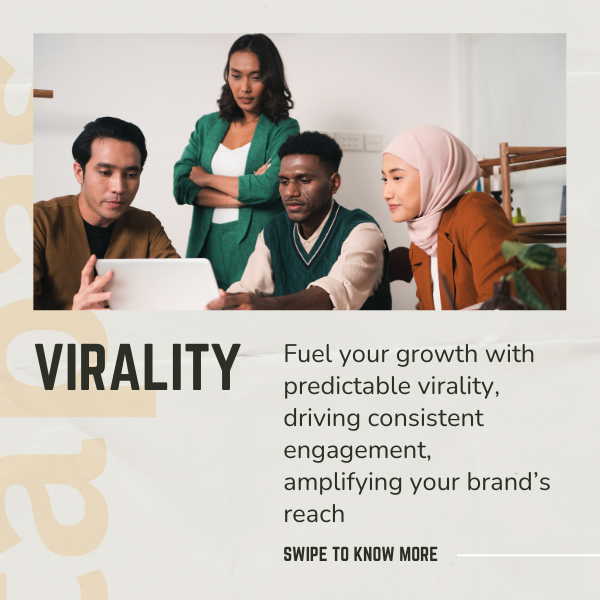 VIRALITY
Fuel your growth with
predictable virality,
driving consistent
engagement,
amplifying your brand’s
reach
SWIPE TO KNOW MORE